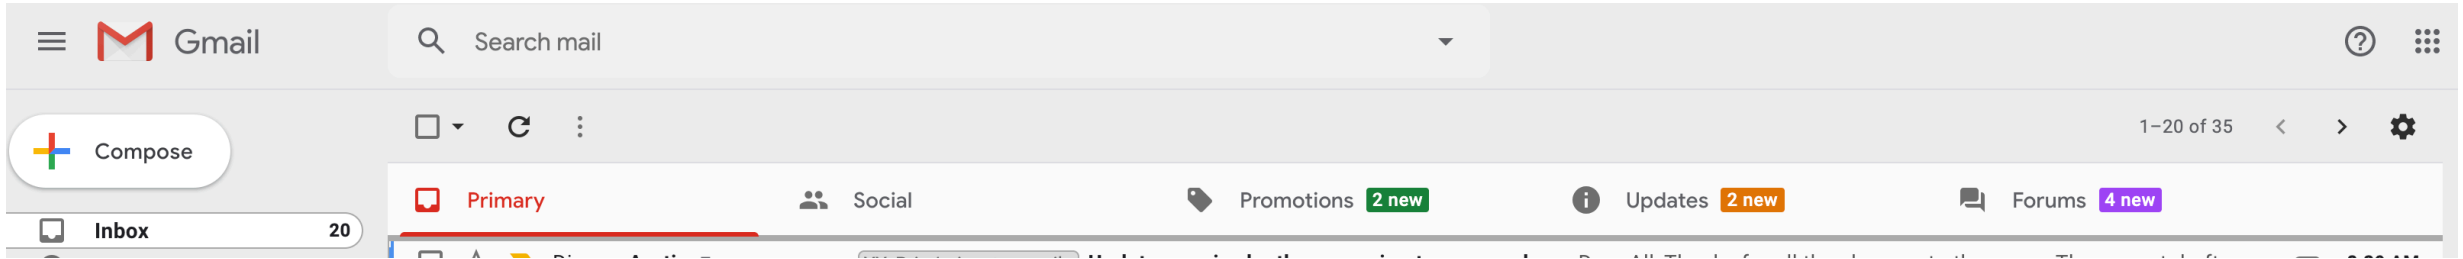 Gmail
Search mail
Compose
1–20 of 35
Primary
Social
Promotions 2 new
Updates 2 new
Forums 4 new
Inbox 20